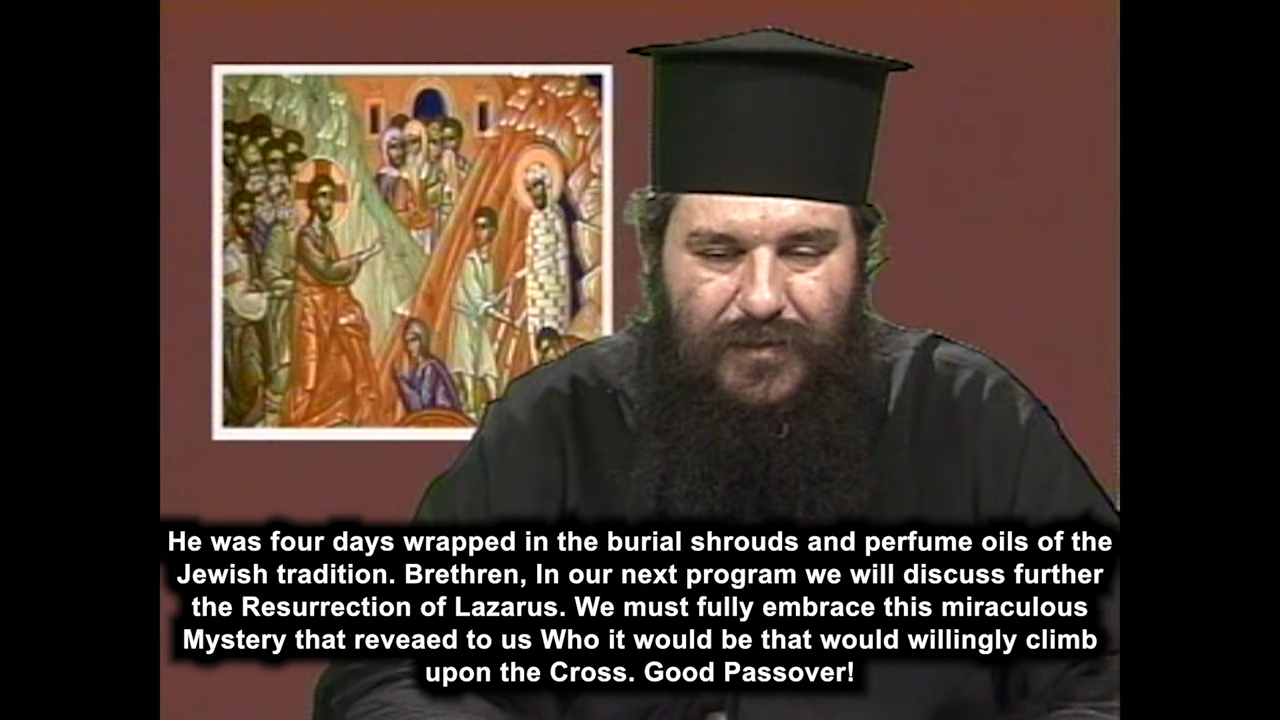 He was four days wrapped in the burial shrouds and perfume oils of the
Jewish tradition. Brethren, In our next program we will discuss further
the Resurrection of Lazarus. We must fully embrace this miraculous
Mystery that reveaed to us Who it would be that would willingly climb
upon the Cross. Good Passover!